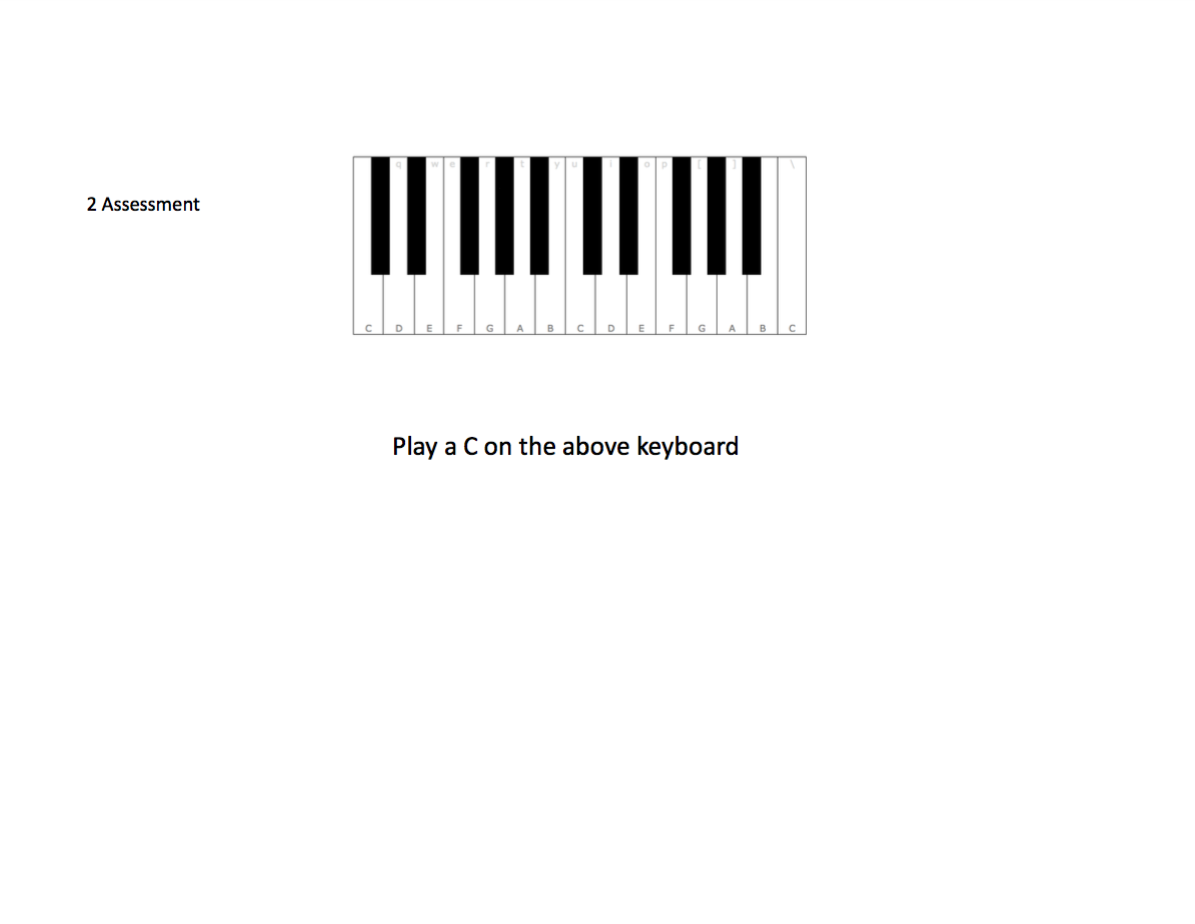 q w e r t y u i o p [ ] \
2 Assessment
C D E F G A B C D E F G A B C
Play a C on the above keyboard